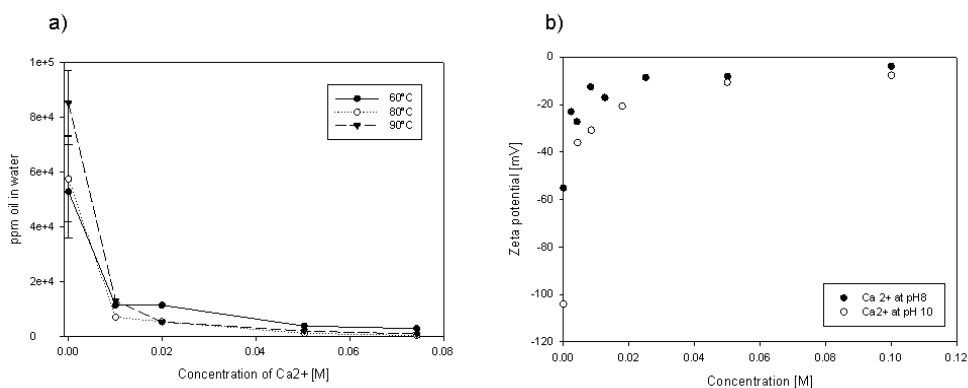 a)
1e+5
8e+4
6e+4
4e+4
2e+4
0
ppm oil in water
60°C
80°C
90°C
0.00 0.02 0.04 0.06 0.08
Concentration of Ca2+ [M]
b)
0
-20
-40
-60
-80
-100
-120
Zeta potential [mV]
Ca 2+ at pH8
Ca2+ at pH 10
0.00 0.02 0.04 0.06 0.08 0.10 0.12
Concentration [M]